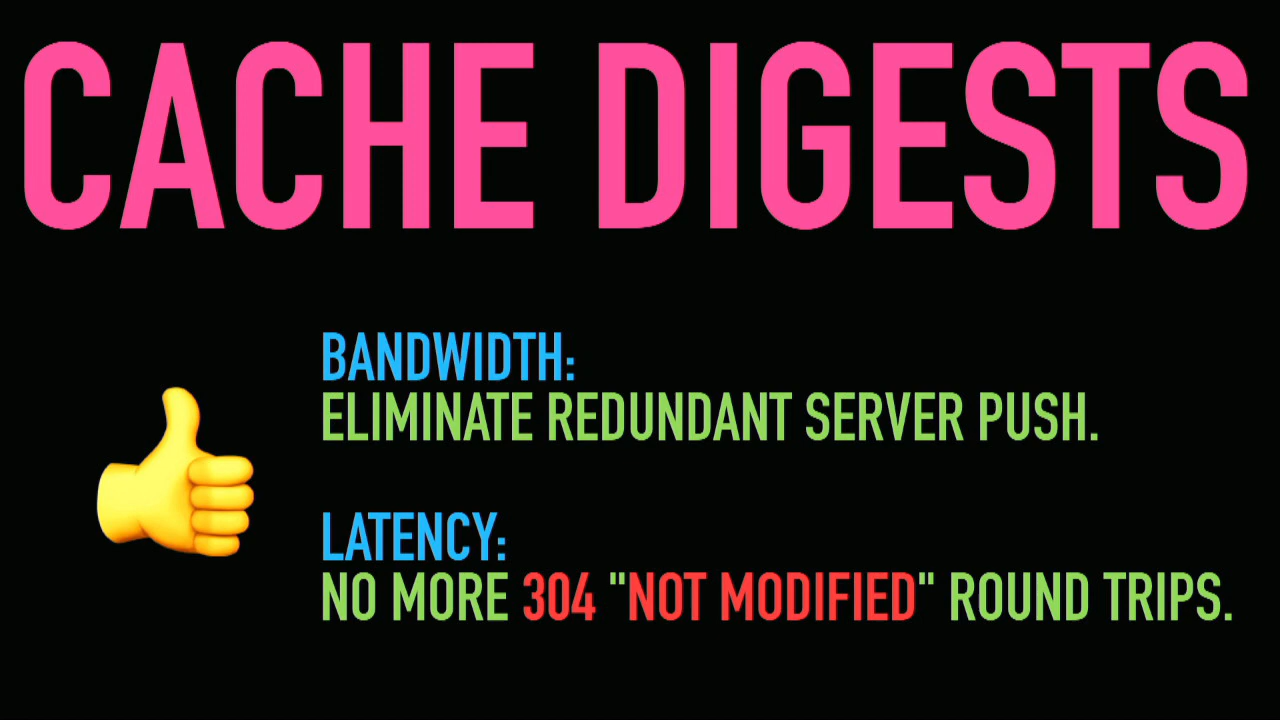 CACHE DIGESTS
BANDWIDTH:
ELIMINATE REDUNDANT SERVER PUSH.
LATENCY:
NO MORE 304 "NOT MODIFIED" ROUND TRIPS.